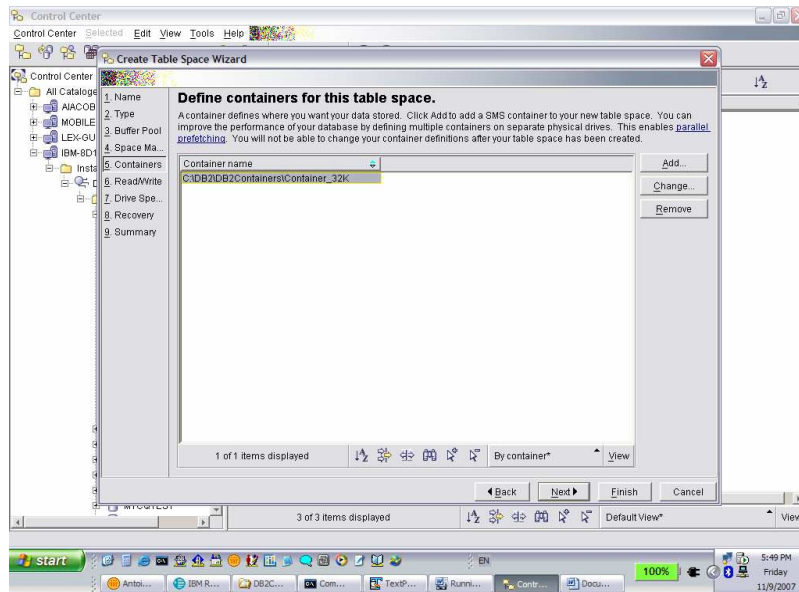 Control Center
Control Center Selected Edit View Tools Help
Create Table Space Wizard
Control Center
All Cataloge
AIACOB
MOBILE
LEX-GU
IBM-8D1
Insta
1. Name
2. Type
3. Buffer Pool
4. Space Ma...
5. Containers
6. Read/Write
7. Drive Spe...
8. Recovery
9. Summary
Define containers for this table space.
A container defines where you want your data stored. Click Add to add a SMS container to your new table space. You can
improve the performance of your database by defining multiple containers on separate physical drives. This enables parallel
prefetching. You will not be able to change your container definitions after your table space has been created.
Container name
C:\DB2\DB2Containers\Container_32K
Add...
Change...
Remove
1 of 1 items displayed
By container*
View
Back
Next
Finish
Cancel
3 of 3 items displayed
Default View*
View
start
EN
100%
5:49 PM
Friday
11/9/2007
Antoi...
IBM R...
DB2C...
Com...
TextP...
Runni...
Contr...
Docu...